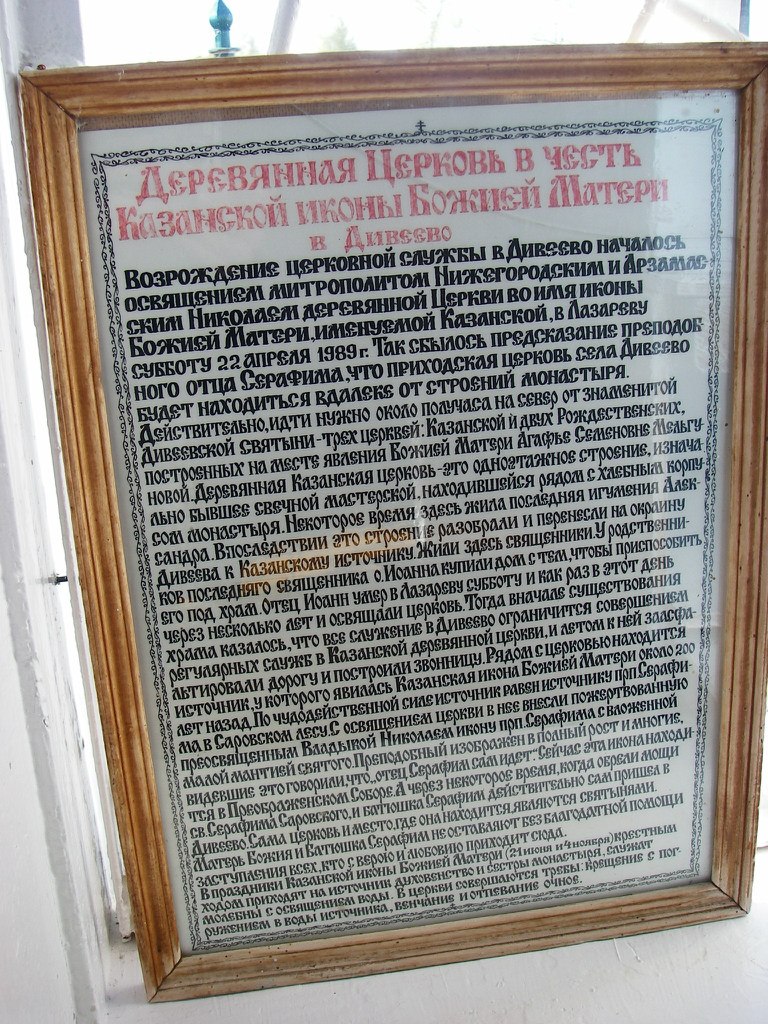 Деревянная Церковь в честь
Казанской иконы Божией Матери
в Дивеево
Возрождение церковной службы в Дивеево началось
освящением митрополитом Нижегородским и Арзамас
ским Николаем деревянной Церкви во имя иконы
Божией Матери, именуемой Казанской, в Лазареву
субботу 22 апреля 1989 г. Так сбылось предсказание преподоб
ного отца Серафима, что приходская церковь села Дивеево
будет находиться вдалеке от строений монастыря.
Действительно, идти нужно около получаса на север от знаменитой
Дивеевской святыни-трех церквей: Казанской и двух Рождественских,
построенных на месте явления Божией Матери Агафье Семеновне Мельгу-
новой. Деревянная Казанская церковь-это одноэтажное строение, изнача-
льно бывшее свечной мастерской, находившейся рядом с хлебным корпу-
сом монастыря. Некоторое время здесь жила последняя игумения Алек-
сандра. Впоследствии это строение разобрали и перенесли на окраину
Дивеева к Казанскому источнику. Жили здесь священники. У родственни-
ков последняго священника о. Иоанна купили дом с тем, чтобы приспособить
его под храм. Отец Иоанн умер в Лазареву субботу и как раз в этот день
через несколько лет и освящали церковь. Тогда вначале существования
храма казалось, что все служение в Дивеево ограничится совершением
регулярных служб в Казанской деревянной церкви, и летом к ней заасфа-
льтировали дорогу и построили звонницу. Рядом с церковью находится
источник, у которого явилась Казанская икона Божией Матери около 200
лет назад. По чудодейственной силе источник равен источнику прп. Серафи-
ма в Саровском лесу. С освящением церкви в нее внесли пожертвованную
преосвященным Владыкой Николаем икону прп. Серафима с вложенной
малой мантией святого. Преподобный изображен в полный рост и многие,
видевшие это говорили, что „отец Серафим сам идет". Сейчас эта икона находи-
тся в Преображенском Соборе. А через некоторое время, когда обрели мощи
св. Серафима Саровского, и батюшка Серафим действительно сам пришел в
Дивеево. Сама церковь и место, где она находится, являются святынями.
Матерь Божия и Батюшка Серафим не оставляют без благодатной помощи
заступления всех, кто с верою и любовию приходит сюда.
В праздники Казанской иконы Божией Матери (21 июня и 4 ноября) крестным
ходом приходят на источник духовенство и сестры монастыря, служат
молебны с освящением воды. В церкви совершаются требы: крещение с пог-
ружением в воды источника, венчание и отпевание очное.